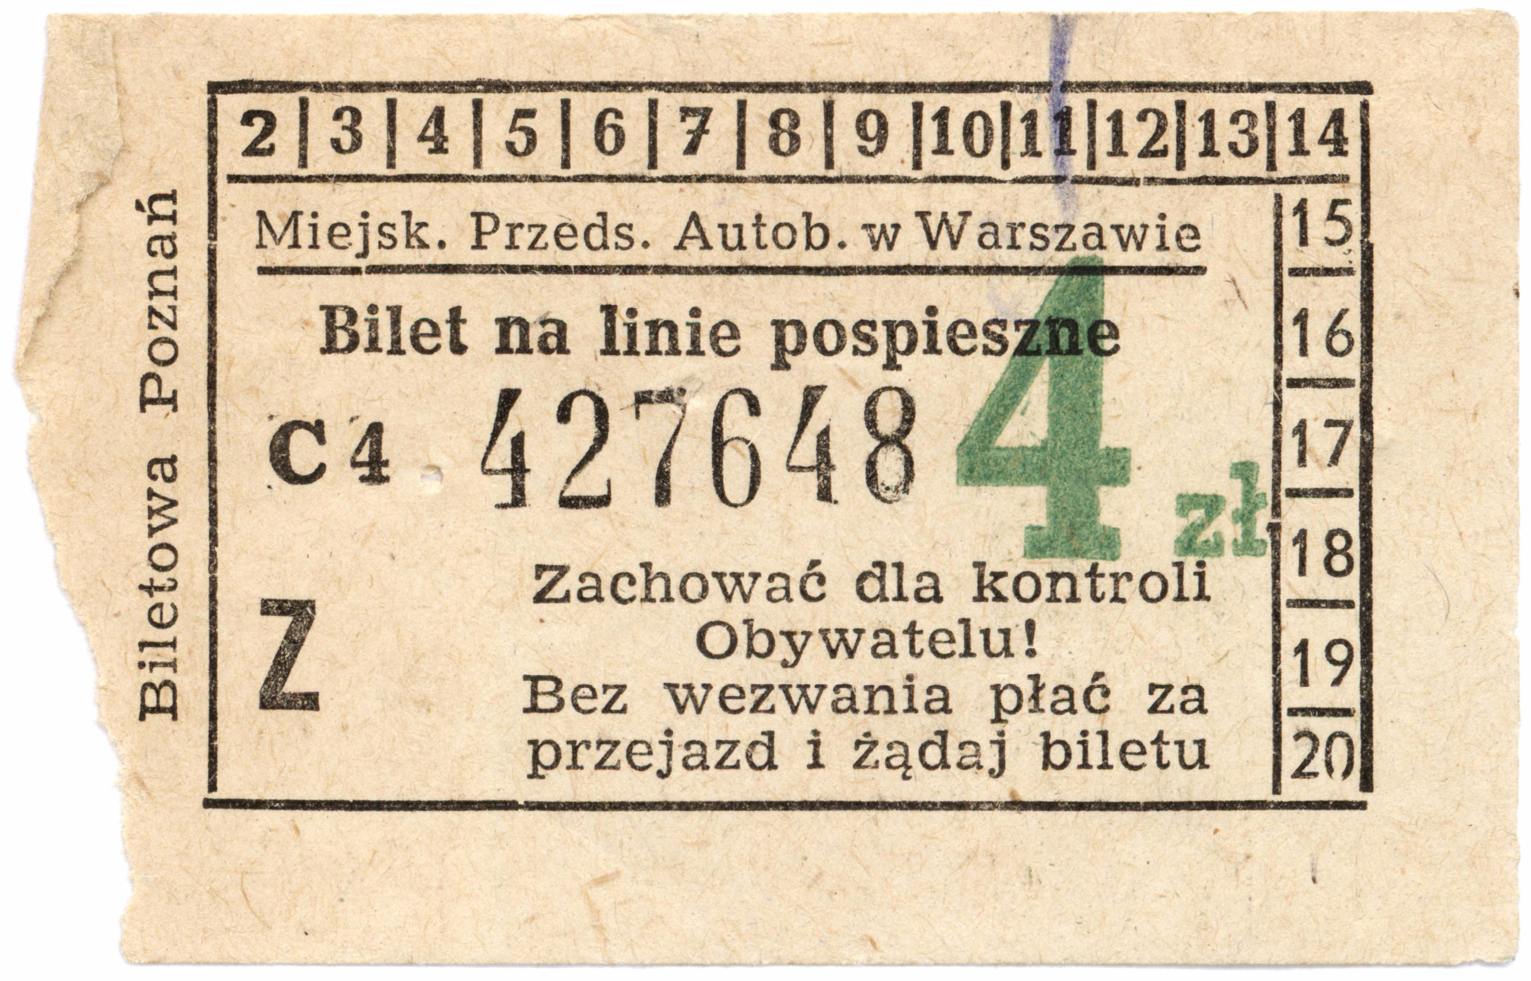 2|3|4|5|6|7|8|9|10|11|12|13|14
15
16
17
18
19
20
Miejsk. Przeds. Autob. w Warszawie
Bilet na linie pospieszne
C4 427648 4 zł
Z
Zachować dla kontroli
Obywatelu!
Bez wezwania płać za
przejazd i żądaj biletu
Biletowa Poznań